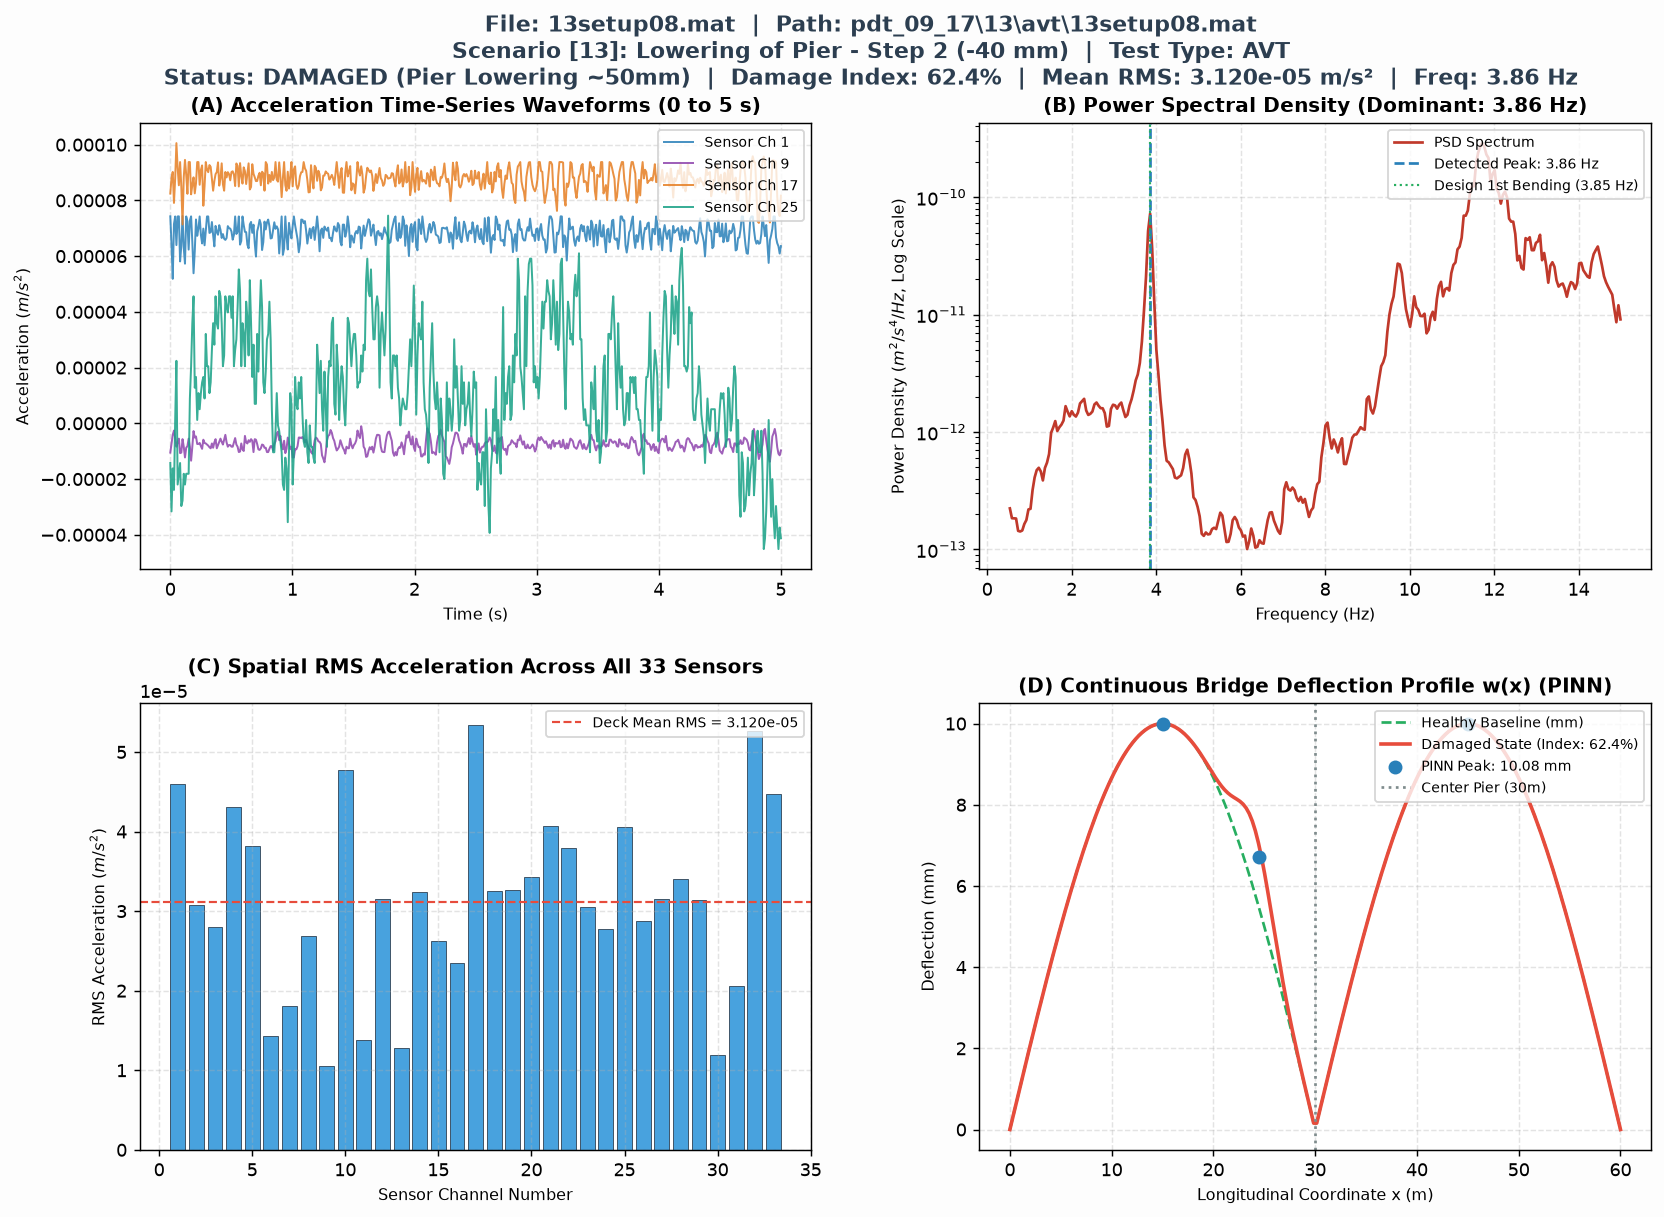 File: 13setup08.mat | Path: pdt_09_17\13\avt\13setup08.mat
Scenario [13]: Lowering of Pier - Step 2 (-40 mm) | Test Type: AVT
Status: DAMAGED (Pier Lowering ~50mm) | Damage Index: 62.4% | Mean RMS: 3.120e-05 m/s² | Freq: 3.86 Hz
(A) Acceleration Time-Series Waveforms (0 to 5 s)
Acceleration (m/s²)
0.00010
0.00008
0.00006
0.00004
0.00002
0.00000
−0.00002
−0.00004
Sensor Ch 1
Sensor Ch 9
Sensor Ch 17
Sensor Ch 25
0 1 2 3 4 5
Time (s)
(B) Power Spectral Density (Dominant: 3.86 Hz)
Power Density (m²/s⁴/Hz, Log Scale)
10⁻¹⁰
10⁻¹¹
10⁻¹²
10⁻¹³
PSD Spectrum
Detected Peak: 3.86 Hz
Design 1st Bending (3.85 Hz)
0 2 4 6 8 10 12 14
Frequency (Hz)
(C) Spatial RMS Acceleration Across All 33 Sensors
1e−5
RMS Acceleration (m/s²)
5
4
3
2
1
0
Deck Mean RMS = 3.120e-05
0 5 10 15 20 25 30 35
Sensor Channel Number
(D) Continuous Bridge Deflection Profile w(x) (PINN)
Deflection (mm)
10
8
6
4
2
0
Healthy Baseline (mm)
Damaged State (Index: 62.4%)
PINN Peak: 10.08 mm
Center Pier (30m)
0 10 20 30 40 50 60
Longitudinal Coordinate x (m)